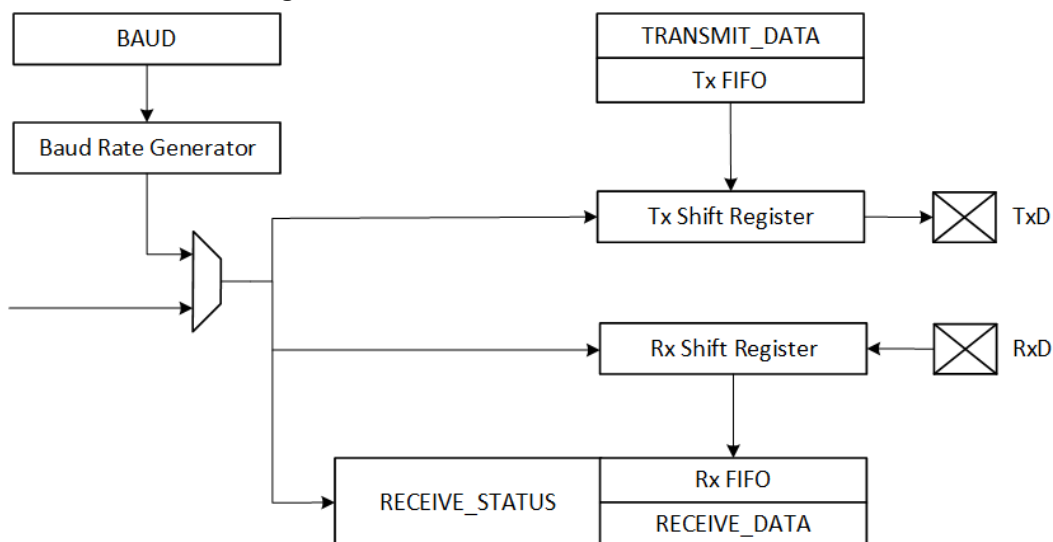 BAUD
TRANSMIT_DATA
Tx FIFO
Baud Rate Generator
Tx Shift Register
TxD
Rx Shift Register
RxD
RECEIVE_STATUS
Rx FIFO
RECEIVE_DATA